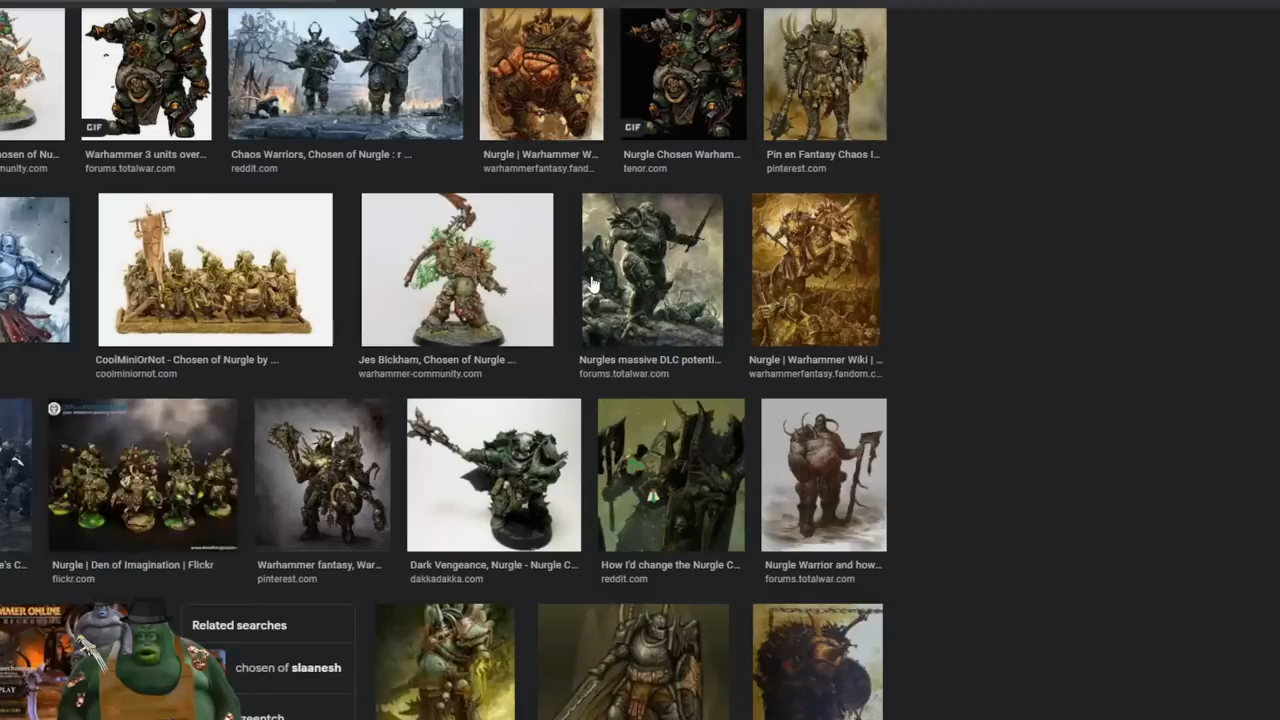 GIF
GIF
osen of Nu...
Warhammer 3 units over...
Chaos Warriors, Chosen of Nurgle : r ...
Nurgle | Warhammer W...
Nurgle Chosen Warham...
Pin en Fantasy Chaos I...
munity.com
forums.totalwar.com
reddit.com
warhammerfantasy.fand...
tenor.com
pinterest.com
CoolMiniOrNot - Chosen of Nurgle by ...
Jes Bickham, Chosen of Nurgle ...
Nurgles massive DLC potenti...
Nurgle | Warhammer Wiki | ...
coolminiornot.com
warhammer-community.com
forums.totalwar.com
warhammerfantasy.fandom.c...
e's C...
Nurgle | Den of Imagination | Flickr
Warhammer fantasy, War...
Dark Vengeance, Nurgle - Nurgle C...
How I'd change the Nurgle C...
Nurgle Warrior and how...
flickr.com
pinterest.com
dakkadakka.com
reddit.com
forums.totalwar.com
MMER ONLINE
Related searches
chosen of slaanesh
PLAY
zeentch